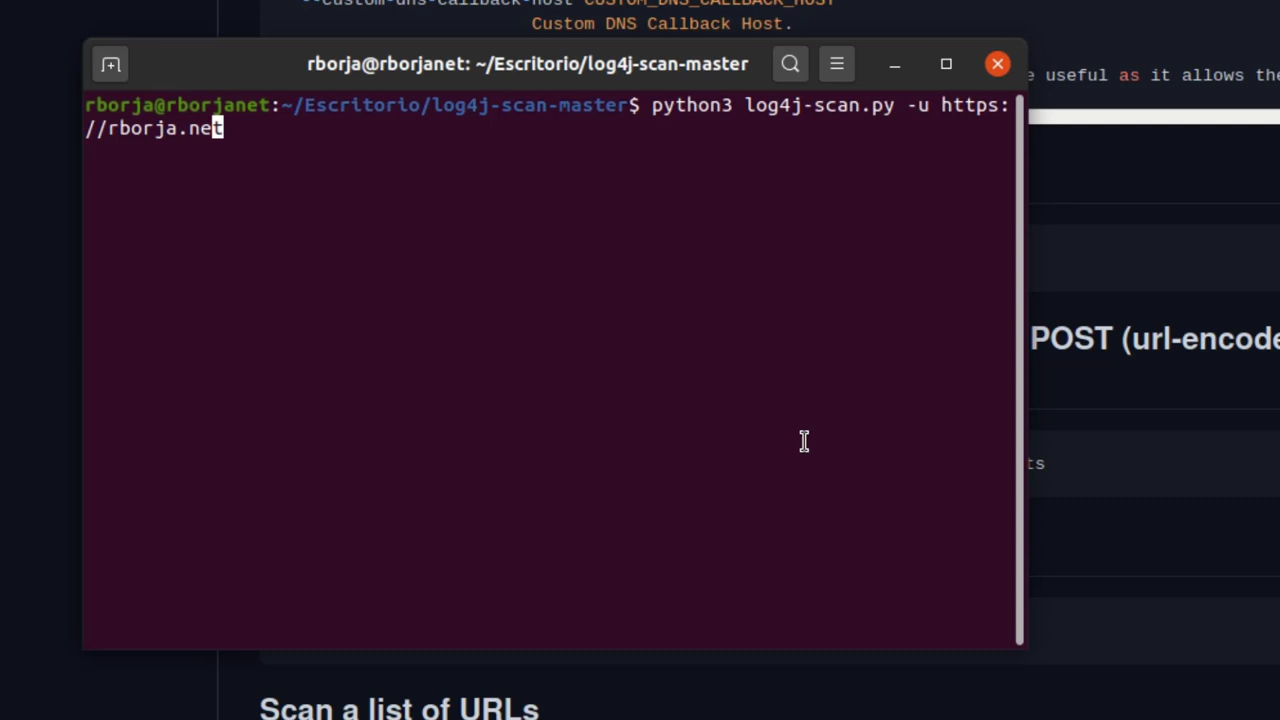 Custom DNS Callback Host.
rborja@rborjanet: ~/Escritorio/log4j-scan-master
useful as it allows the
rborja@rborjanet:~/Escritorio/log4j-scan-master$ python3 log4j-scan.py -u https:
//rborja.net
POST (url-encode
ts
Scan a list of URLs